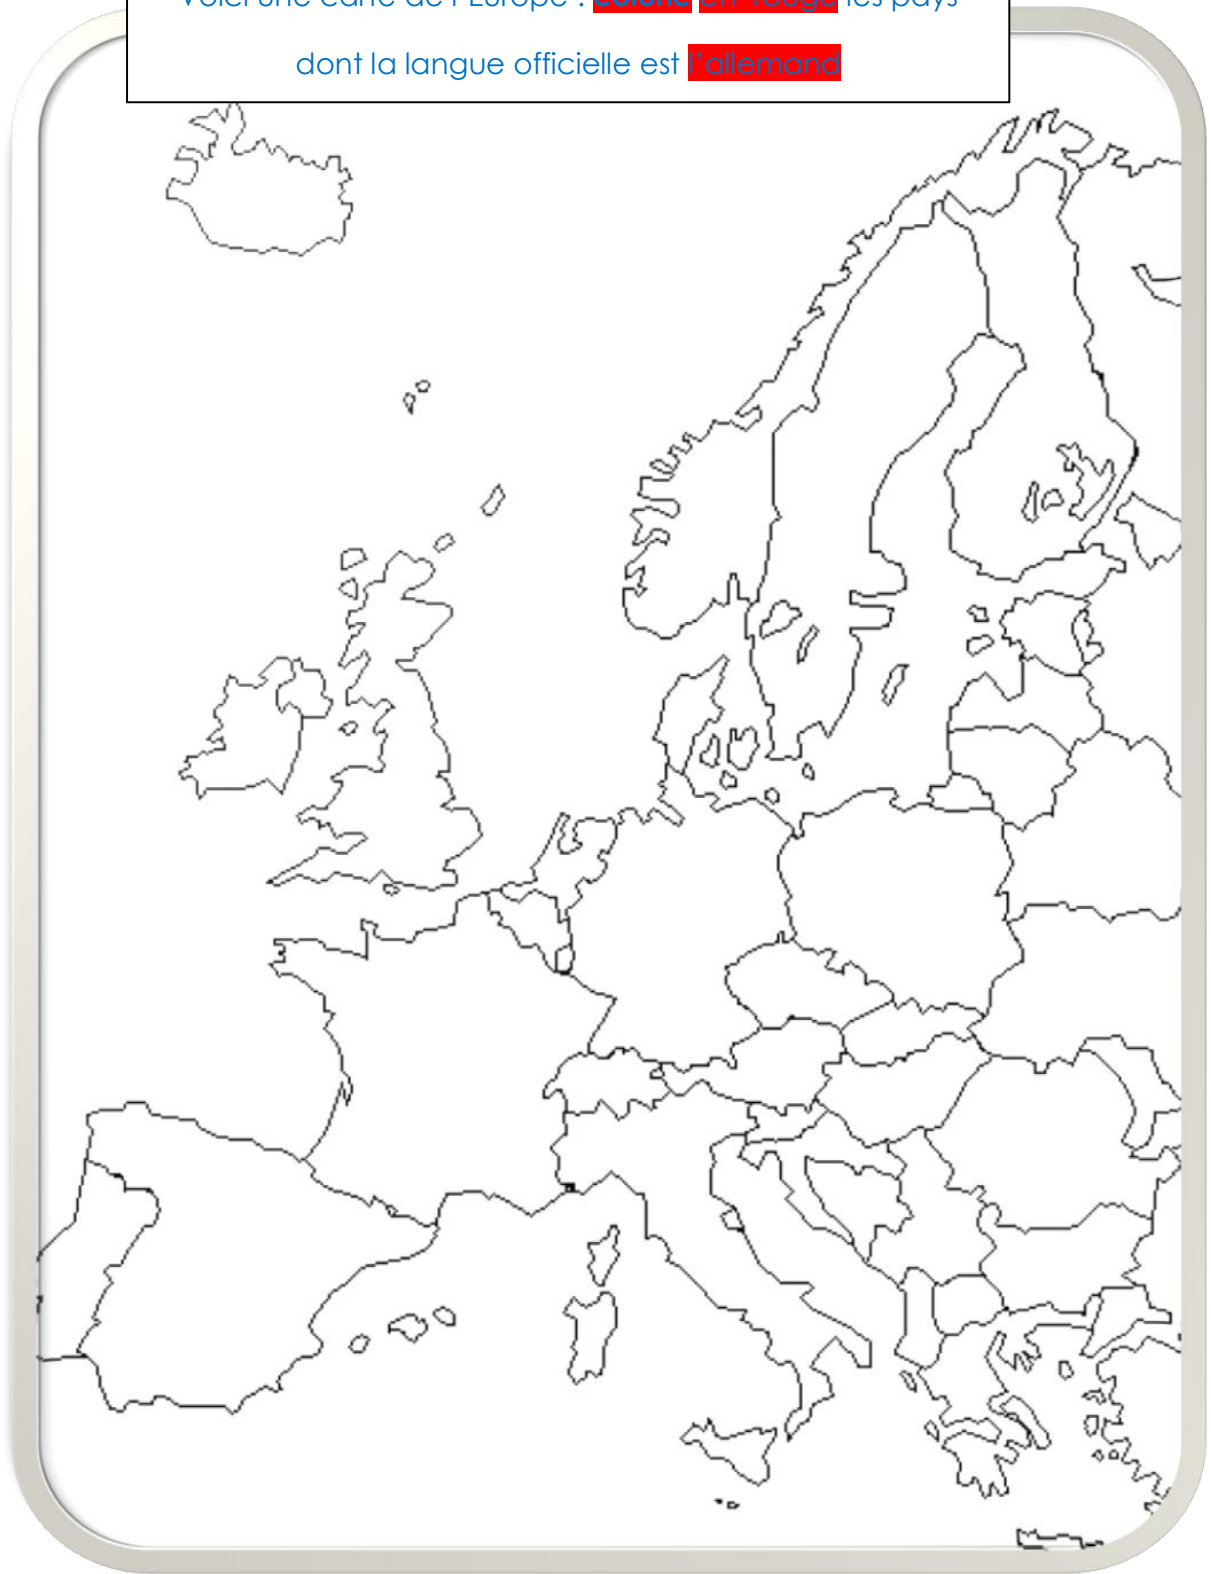 Voici une carte de l'Europe : colorie en rouge les pays
dont la langue officielle est l'allemand